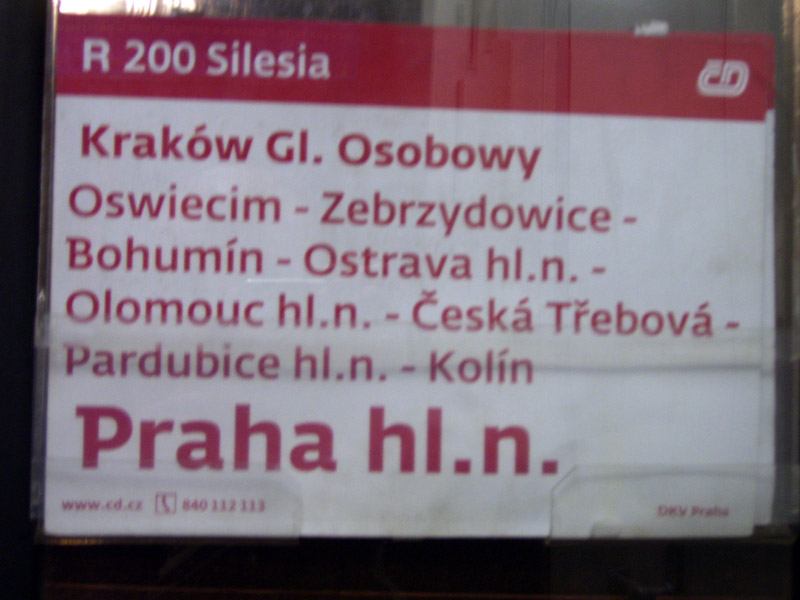 R 200 Silesia
ČD
Kraków Gl. Osobowy
Oswiecim - Zebrzydowice -
Bohumín - Ostrava hl.n. -
Olomouc hl.n. - Česká Třebová -
Pardubice hl.n. - Kolín
Praha hl.n.
www.cd.cz 840 112 113
DKV Praha